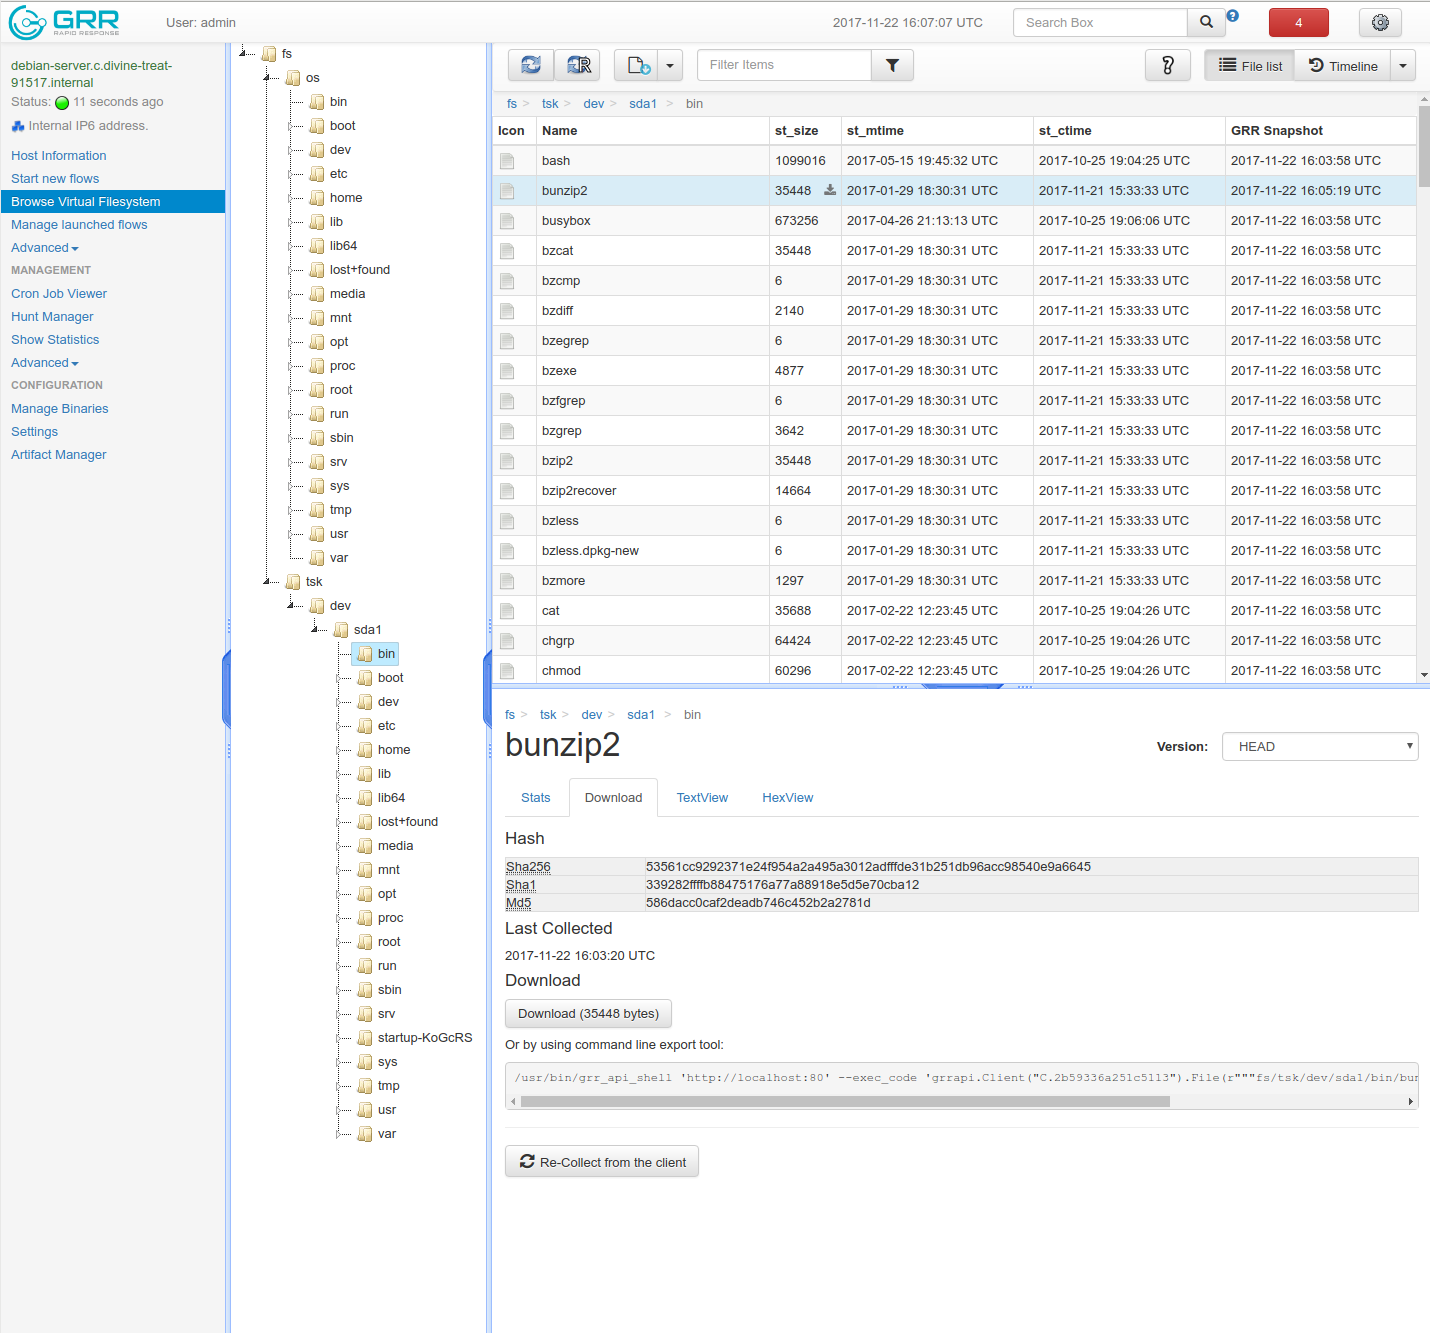 GRR
RAPID RESPONSE
User: admin
2017-11-22 16:07:07 UTC
Search Box
?
4
debian-server.c.divine-treat-
91517.internal
Status: 11 seconds ago
Internal IP6 address.
Host Information
Start new flows
Browse Virtual Filesystem
Manage launched flows
Advanced
MANAGEMENT
Cron Job Viewer
Hunt Manager
Show Statistics
Advanced
CONFIGURATION
Manage Binaries
Settings
Artifact Manager
fs
os
bin
boot
dev
etc
home
lib
lib64
lost+found
media
mnt
opt
proc
root
run
sbin
srv
sys
tmp
usr
var
tsk
dev
sda1
bin
boot
dev
etc
home
lib
lib64
lost+found
media
mnt
opt
proc
root
run
sbin
srv
startup-KoGcRS
sys
tmp
usr
var
R
Filter Items
?
File list
Timeline
fs > tsk > dev > sda1 > bin
Icon Name st_size st_mtime st_ctime GRR Snapshot
bash 1099016 2017-05-15 19:45:32 UTC 2017-10-25 19:04:25 UTC 2017-11-22 16:03:58 UTC
bunzip2 35448 2017-01-29 18:30:31 UTC 2017-11-21 15:33:33 UTC 2017-11-22 16:05:19 UTC
busybox 673256 2017-04-26 21:13:13 UTC 2017-10-25 19:06:06 UTC 2017-11-22 16:03:58 UTC
bzcat 35448 2017-01-29 18:30:31 UTC 2017-11-21 15:33:33 UTC 2017-11-22 16:03:58 UTC
bzcmp 6 2017-01-29 18:30:31 UTC 2017-11-21 15:33:33 UTC 2017-11-22 16:03:58 UTC
bzdiff 2140 2017-01-29 18:30:31 UTC 2017-11-21 15:33:33 UTC 2017-11-22 16:03:58 UTC
bzegrep 6 2017-01-29 18:30:31 UTC 2017-11-21 15:33:33 UTC 2017-11-22 16:03:58 UTC
bzexe 4877 2017-01-29 18:30:31 UTC 2017-11-21 15:33:33 UTC 2017-11-22 16:03:58 UTC
bzfgrep 6 2017-01-29 18:30:31 UTC 2017-11-21 15:33:33 UTC 2017-11-22 16:03:58 UTC
bzgrep 3642 2017-01-29 18:30:31 UTC 2017-11-21 15:33:33 UTC 2017-11-22 16:03:58 UTC
bzip2 35448 2017-01-29 18:30:31 UTC 2017-11-21 15:33:33 UTC 2017-11-22 16:03:58 UTC
bzip2recover 14664 2017-01-29 18:30:31 UTC 2017-11-21 15:33:33 UTC 2017-11-22 16:03:58 UTC
bzless 6 2017-01-29 18:30:31 UTC 2017-11-21 15:33:33 UTC 2017-11-22 16:03:58 UTC
bzless.dpkg-new 6 2017-01-29 18:30:31 UTC 2017-11-21 15:33:33 UTC 2017-11-22 16:03:58 UTC
bzmore 1297 2017-01-29 18:30:31 UTC 2017-11-21 15:33:33 UTC 2017-11-22 16:03:58 UTC
cat 35688 2017-02-22 12:23:45 UTC 2017-10-25 19:04:26 UTC 2017-11-22 16:03:58 UTC
chgrp 64424 2017-02-22 12:23:45 UTC 2017-10-25 19:04:26 UTC 2017-11-22 16:03:58 UTC
chmod 60296 2017-02-22 12:23:45 UTC 2017-10-25 19:04:26 UTC 2017-11-22 16:03:58 UTC
fs > tsk > dev > sda1 > bin
bunzip2
Version: HEAD
Stats Download TextView HexView
Hash
Sha256 53561cc9292371e24f954a2a495a3012adfffde31b251db96acc98540e9a6645
Sha1 339282ffffb88475176a77a88918e5d5e70cba12
Md5 586dacc0caf2deadb746c452b2a2781d
Last Collected
2017-11-22 16:03:20 UTC
Download
Download (35448 bytes)
Or by using command line export tool:
/usr/bin/grr_api_shell 'http://localhost:80' --exec_code 'grrapi.Client("C.2b59336a251c5113").File(r"""fs/tsk/dev/sda1/bin/bun
Re-Collect from the client